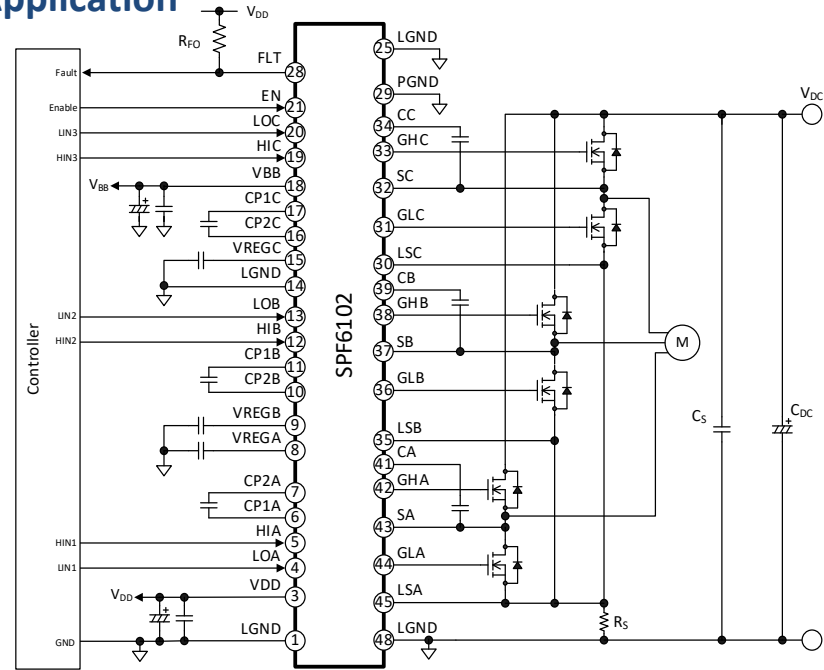 Application
VDD
RFO
FLT
28
Fault
EN
21
Enable
LOC
20
LIN3
HIC
19
HIN3
VBB
18
VBB
+
CP1C
17
CP2C
16
VREGC
15
LGND
14
LOB
13
LIN2
HIB
12
HIN2
CP1B
11
CP2B
10
VREGB
9
VREGA
8
CP2A
7
CP1A
6
HIA
5
HIN1
LOA
4
LIN1
VDD
3
VDD
+
LGND
1
GND
Controller
SPF6102
LGND
25
PGND
29
CC
34
GHC
33
SC
32
GLC
31
LSC
30
CB
39
GHB
38
SB
37
GLB
36
LSB
35
CA
41
GHA
42
SA
43
GLA
44
LSA
45
LGND
48
VDC
M
CS
+
CDC
RS